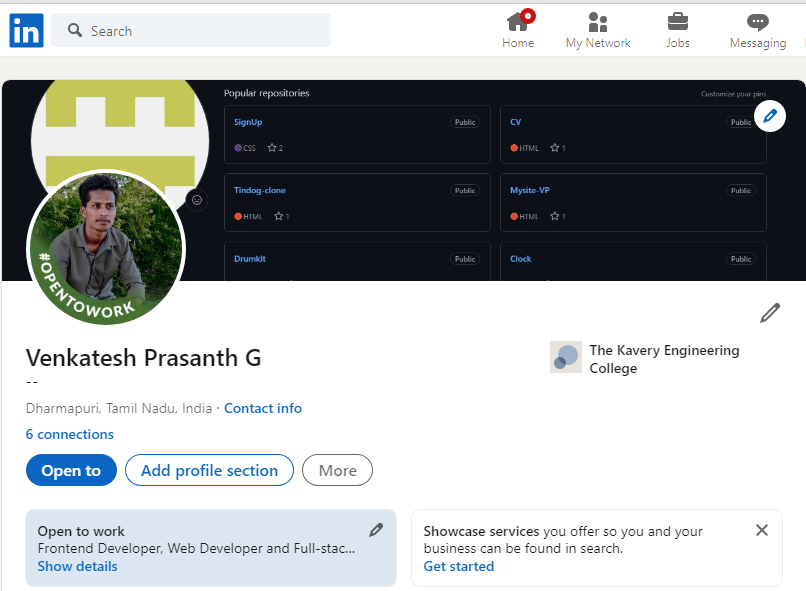 in
Search
Home
My Network
Jobs
Messaging
Popular repositories
Customize your pins
SignUp
Public
CSS
2
CV
Public
HTML
1
Tindog-clone
Public
HTML
1
Mysite-VP
Public
HTML
1
Drumkit
Public
Clock
Public
#OPENTOWORK
Venkatesh Prasanth G
--
The Kavery Engineering
College
Dharmapuri, Tamil Nadu, India · Contact info
6 connections
Open to
Add profile section
More
Open to work
Frontend Developer, Web Developer and Full-stac...
Show details
Showcase services you offer so you and your
business can be found in search.
Get started